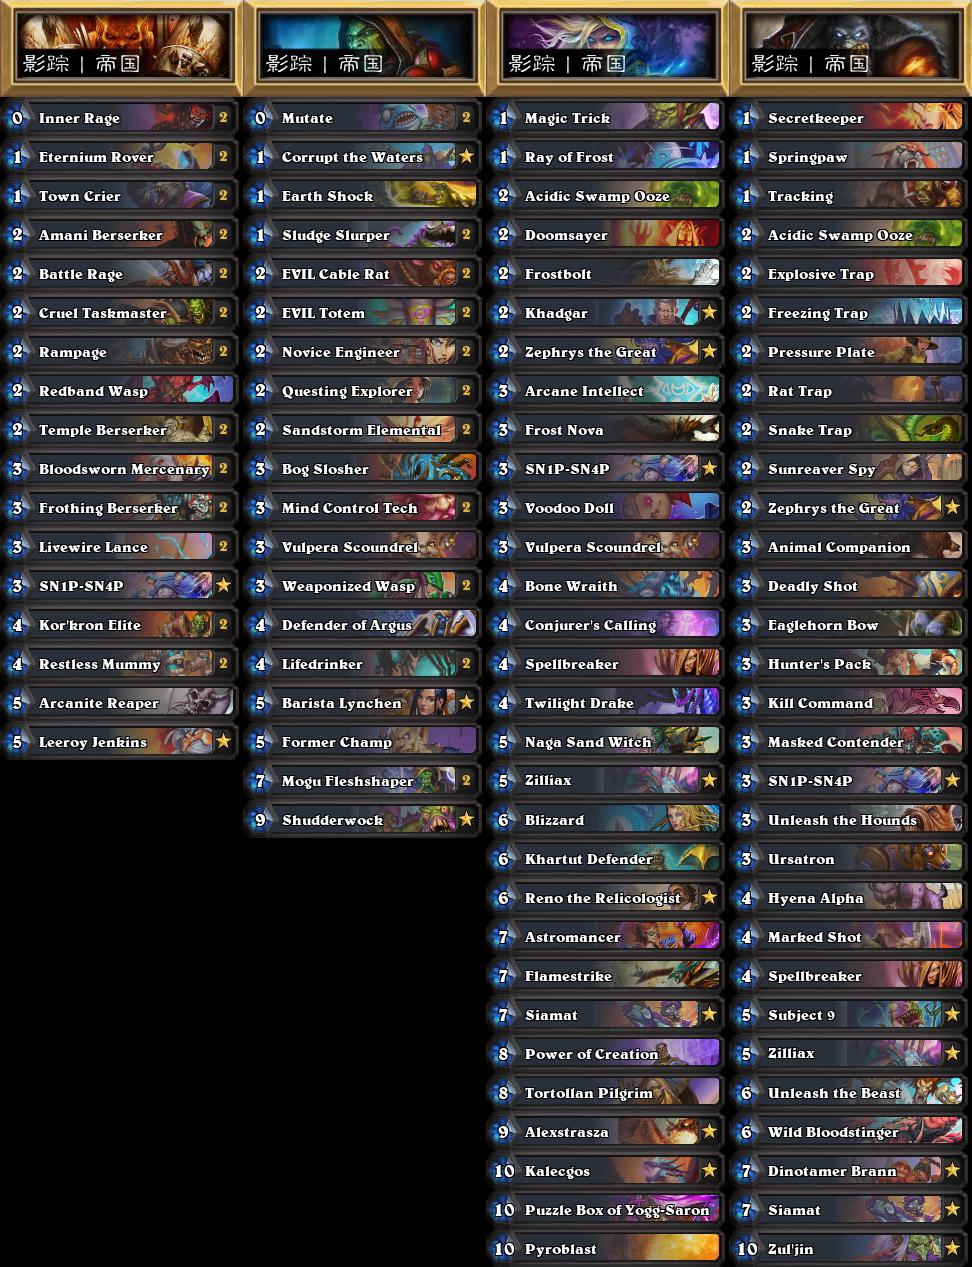 影踪 | 帝国
0 Inner Rage 2
1 Eternium Rover 2
1 Town Crier 2
2 Amani Berserker 2
2 Battle Rage 2
2 Cruel Taskmaster 2
2 Rampage 2
2 Redband Wasp
2 Temple Berserker 2
3 Bloodsworn Mercenary 2
3 Frothing Berserker 2
3 Livewire Lance 2
3 SN1P-SN4P
4 Kor'kron Elite 2
4 Restless Mummy 2
5 Arcanite Reaper
5 Leeroy Jenkins
影踪 | 帝国
0 Mutate 2
1 Corrupt the Waters
1 Earth Shock
1 Sludge Slurper 2
2 EVIL Cable Rat 2
2 EVIL Totem 2
2 Novice Engineer 2
2 Questing Explorer 2
2 Sandstorm Elemental 2
3 Bog Slosher
3 Mind Control Tech 2
3 Vulpera Scoundrel
3 Weaponized Wasp 2
4 Defender of Argus
4 Lifedrinker 2
5 Barista Lynchen
5 Former Champ
7 Mogu Fleshshaper 2
9 Shudderwock
影踪 | 帝国
1 Magic Trick
1 Ray of Frost
2 Acidic Swamp Ooze
2 Doomsayer
2 Frostbolt
2 Khadgar
2 Zephrys the Great
3 Arcane Intellect
3 Frost Nova
3 SN1P-SN4P
3 Voodoo Doll
3 Vulpera Scoundrel
4 Bone Wraith
4 Conjurer's Calling
4 Spellbreaker
4 Twilight Drake
5 Naga Sand Witch
5 Zilliax
6 Blizzard
6 Khartut Defender
6 Reno the Relicologist
7 Astromancer
7 Flamestrike
7 Siamat
8 Power of Creation
8 Tortollan Pilgrim
9 Alexstrasza
10 Kalecgos
10 Puzzle Box of Yogg-Saron
10 Pyroblast
影踪 | 帝国
1 Secretkeeper
1 Springpaw
1 Tracking
2 Acidic Swamp Ooze
2 Explosive Trap
2 Freezing Trap
2 Pressure Plate
2 Rat Trap
2 Snake Trap
2 Sunreaver Spy
2 Zephrys the Great
3 Animal Companion
3 Deadly Shot
3 Eaglehorn Bow
3 Hunter's Pack
3 Kill Command
3 Masked Contender
3 SN1P-SN4P
3 Unleash the Hounds
3 Ursatron
4 Hyena Alpha
4 Marked Shot
4 Spellbreaker
5 Subject 9
5 Zilliax
6 Unleash the Beast
6 Wild Bloodstinger
7 Dinotamer Brann
7 Siamat
10 Zul'jin